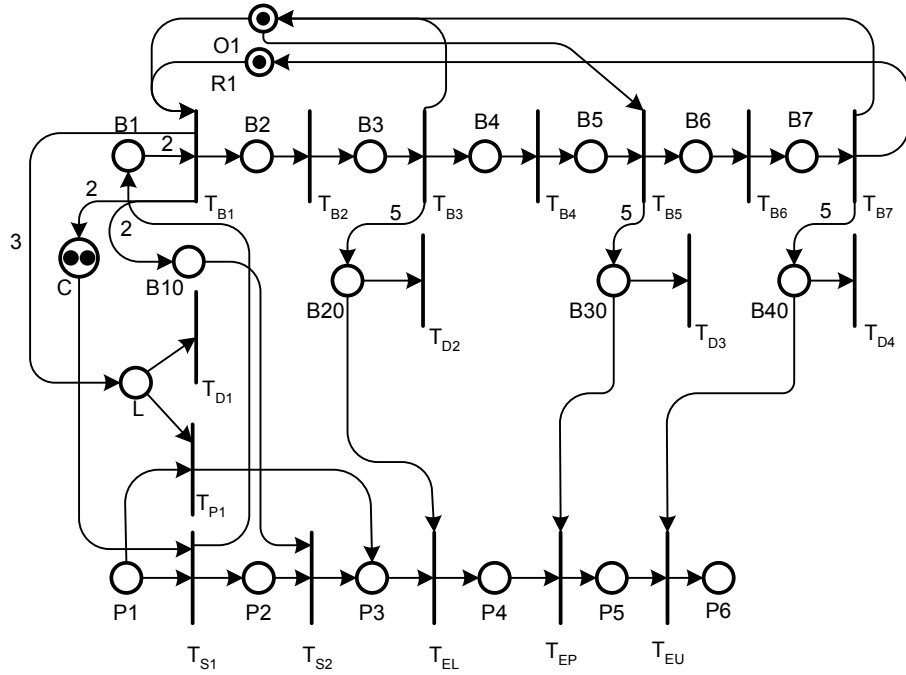 O1
R1
B1
2
B2
B3
B4
B5
B6
B7
T_B1
T_B2
T_B3
T_B4
T_B5
T_B6
T_B7
2
2
5
5
5
3
C
B10
B20
B30
B40
T_D2
T_D3
T_D4
T_D1
L
T_P1
P1
P2
P3
P4
P5
P6
T_S1
T_S2
T_EL
T_EP
T_EU